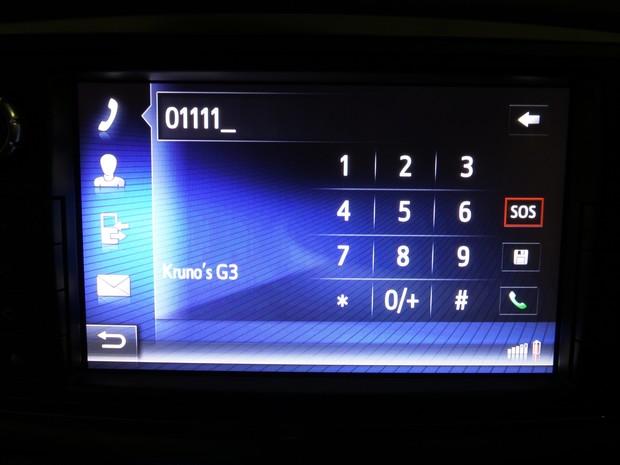 01111_
1 2 3
4 5 6 SOS
7 8 9
Kruno's G3
* 0/+ #